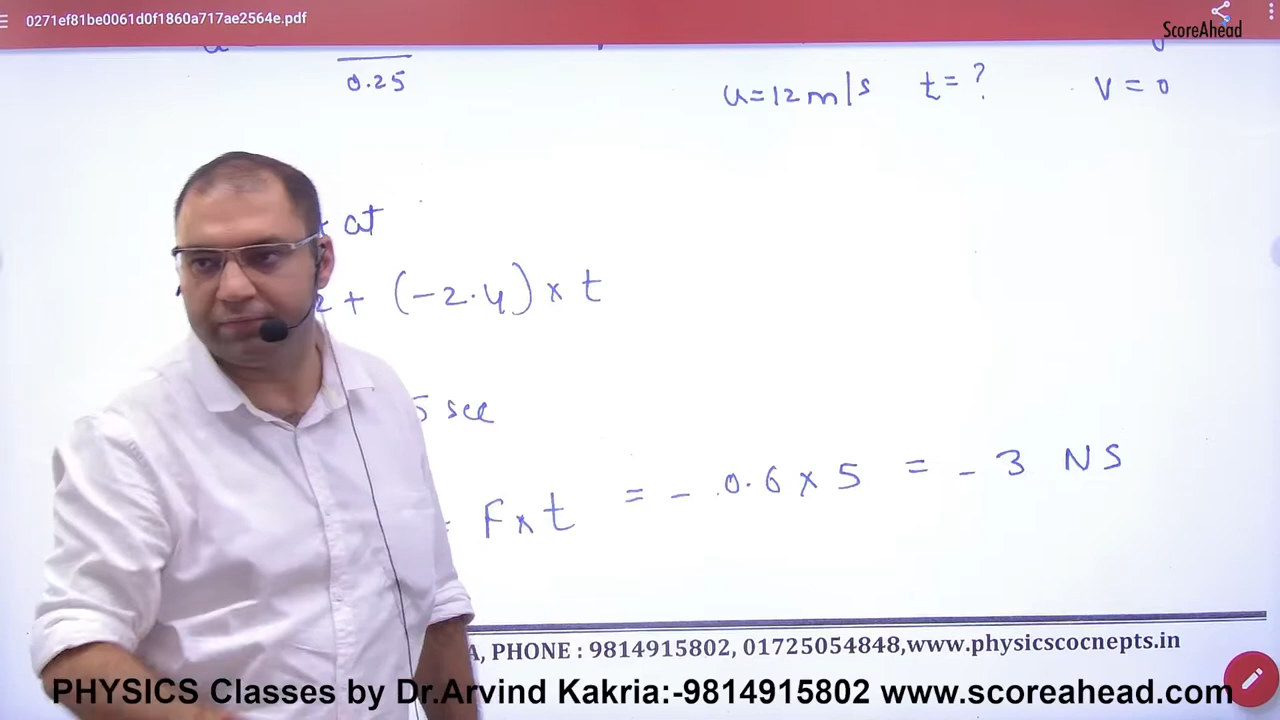 0271ef81be0061d0f1860a717ae2564e.pdf
ScoreAhead
0.25
u=12m/s t=? v=0
at
2+ (-2.4) × t
5 sec
= F×t = - 0.6 × 5 = - 3 NS
A, PHONE : 9814915802, 01725054848,www.physicscocnepts.in
PHYSICS Classes by Dr.Arvind Kakria:-9814915802 www.scoreahead.com